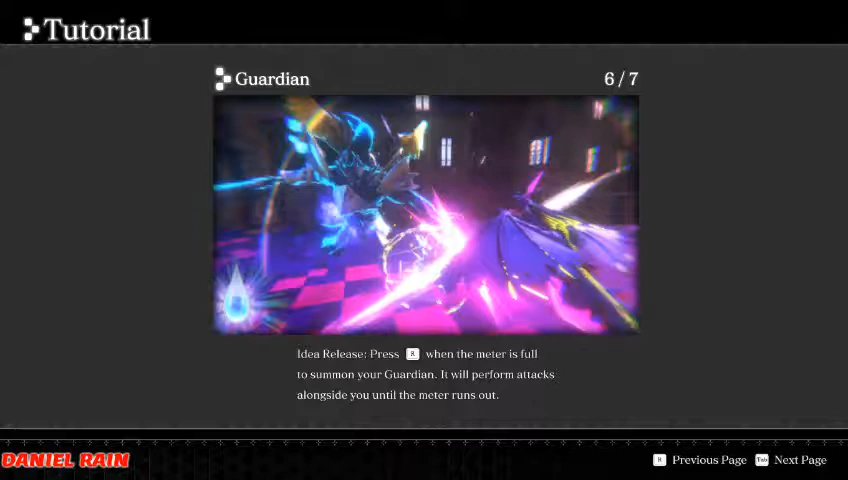 Tutorial
Guardian
6 / 7
Idea Release: Press R when the meter is full
to summon your Guardian. It will perform attacks
alongside you until the meter runs out.
DANIEL RAIN
R Previous Page Tab Next Page